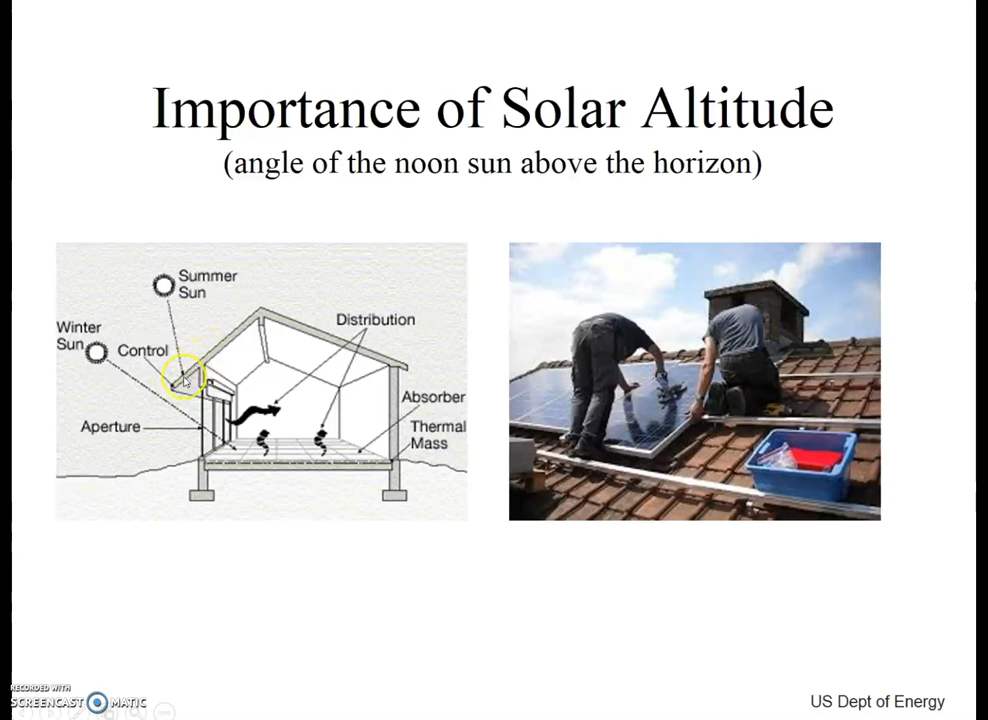 Importance of Solar Altitude
(angle of the noon sun above the horizon)
Summer
Sun
Winter
Sun
Control
Distribution
Aperture
Absorber
Thermal
Mass
RECORDED WITH
SCREENCAST MATIC
US Dept of Energy